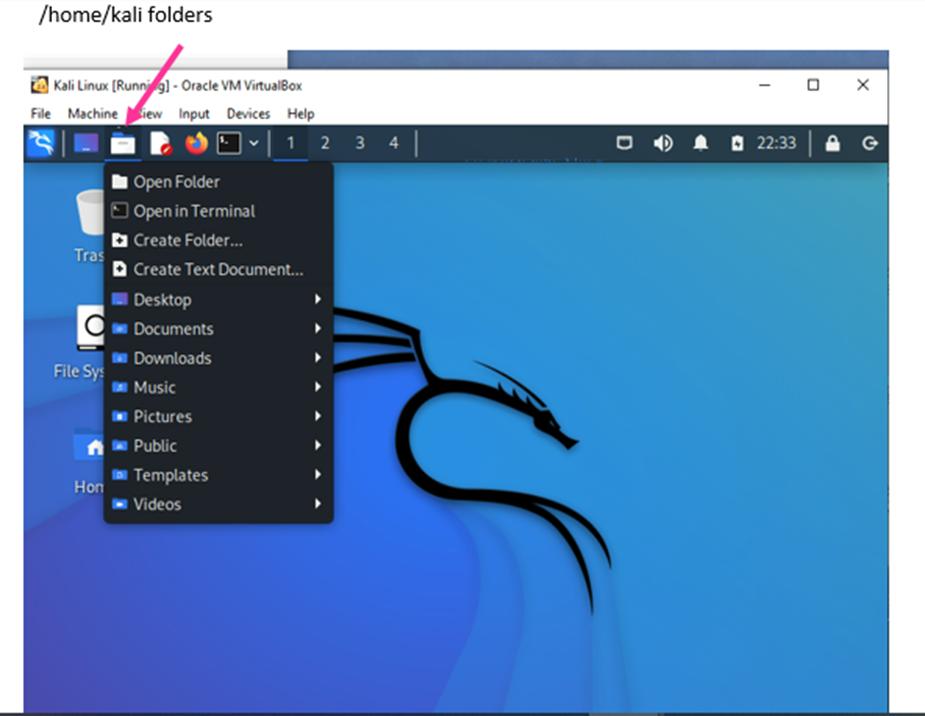 /home/kali folders
Kali Linux [Running] - Oracle VM VirtualBox
File Machine View Input Devices Help
1 2 3 4 22:33
Open Folder
Open in Terminal
Create Folder...
Create Text Document...
Desktop
Documents
Downloads
Music
Pictures
Public
Templates
Videos
Tras
File Sys
Hom